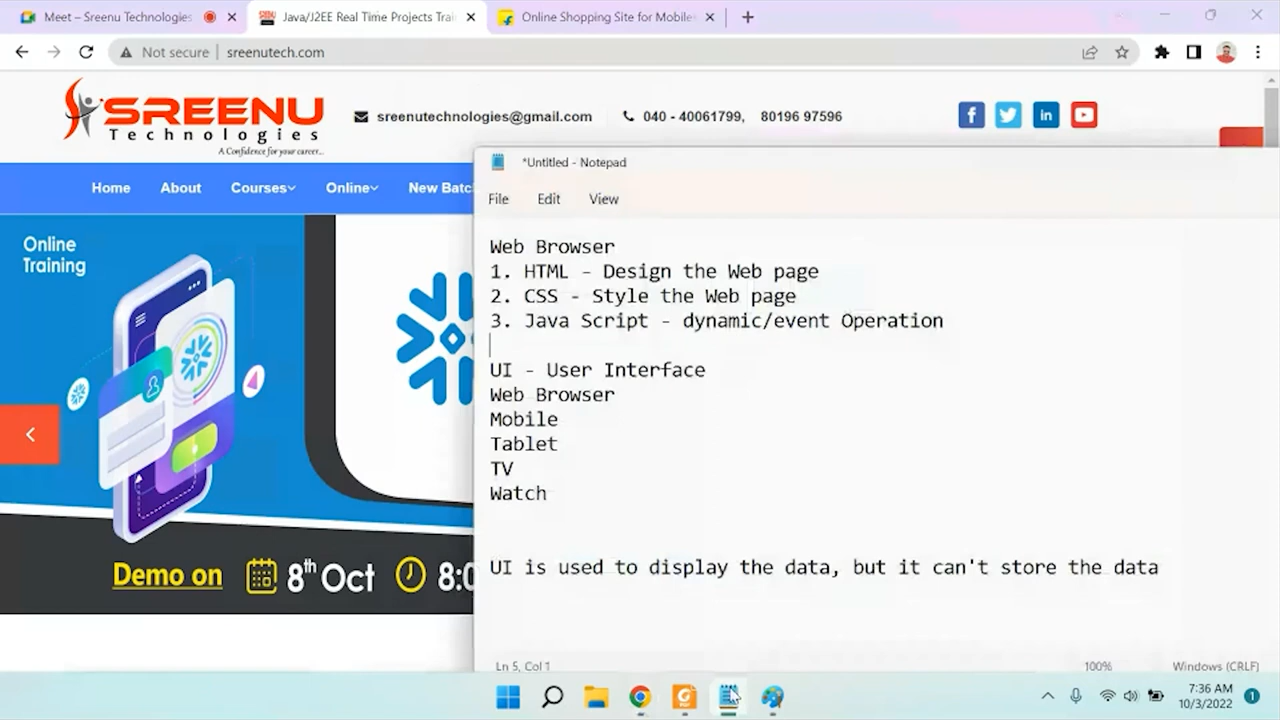 Meet – Sreenu Technologies
Java/J2EE Real Time Projects Trai
Online Shopping Site for Mobile
Not secure
sreenutech.com
SREENU
Technologies
A Confidence for your career...
sreenutechnologies@gmail.com
040 - 40061799, 80196 97596
Home
About
Courses
Online
New Batc
Online
Training
Demo on
8th Oct
8:0
*Untitled - Notepad
File
Edit
View
Web Browser
1. HTML - Design the Web page
2. CSS - Style the Web page
3. Java Script - dynamic/event Operation
UI - User Interface
Web Browser
Mobile
Tablet
TV
Watch
UI is used to display the data, but it can't store the data
Ln 5, Col 1
100%
Windows (CRLF)
7:36 AM
10/3/2022
1